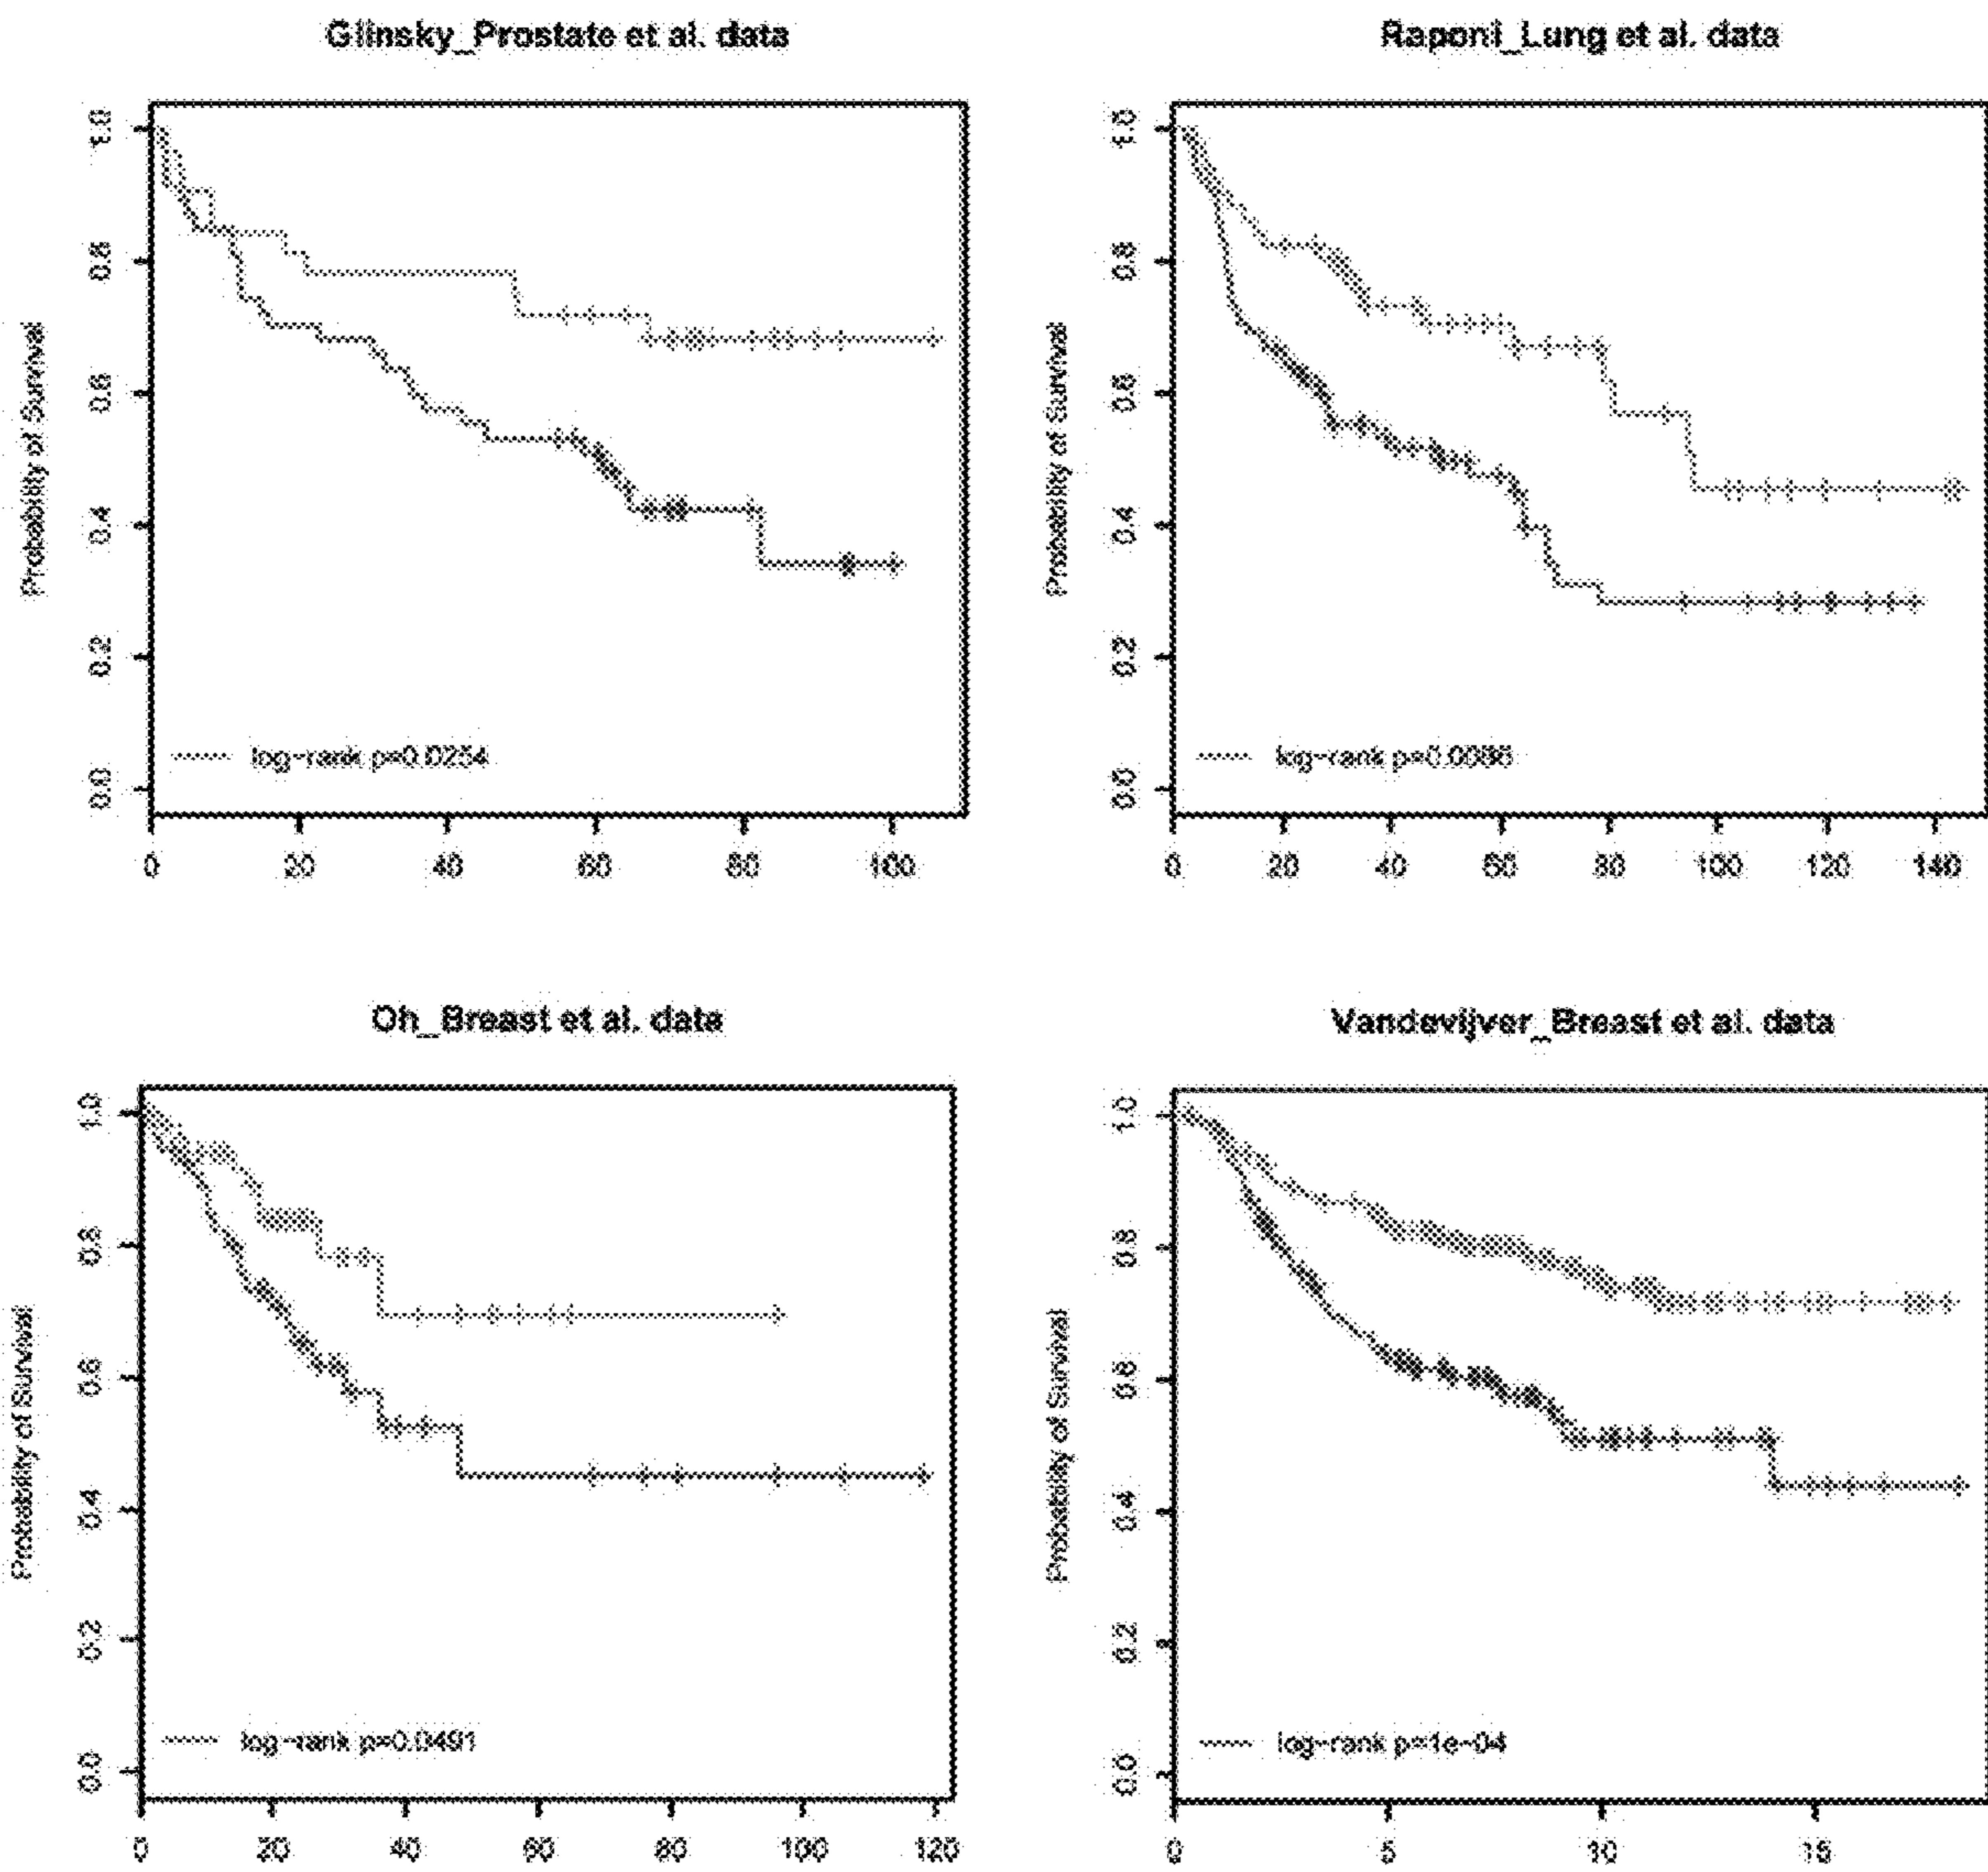 Glinsky_Prostate et al. data
Probability of Survival
1.0
0.8
0.6
0.4
0.2
0.0
log-rank p=0.0254
0 20 40 60 80 100
Raponi_Lung et al. data
Probability of Survival
1.0
0.8
0.6
0.4
0.2
0.0
log-rank
0 20 40 60 80 100 120 140
Oh_Breast et al. data
Probability of Survival
1.0
0.8
0.6
0.4
0.2
0.0
log-rank p=0.0491
0 20 40 60 80 100 120
Vandevijver_Breast et al. data
Probability of Survival
1.0
0.8
0.6
0.4
0.2
0.0
log-rank p=1e-04
0 5 10 15